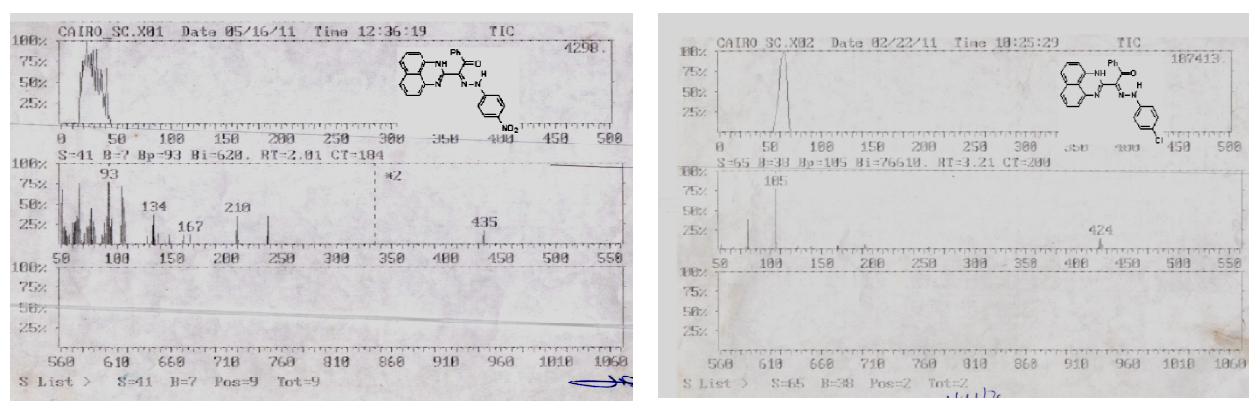 CAIRO_SC.X01 Date 05/16/11 Time 12:36:19 TIC
100%
4298.
75%
50%
25%
Ph
NH
O
H
N
N
N
NO2
0 50 100 150 200 250 300 350 400 450 500
S=41 B=7 Bp=93 Bi=620. RT=2.01 CT=184
100%
93
*2
75%
50%
134
210
167
435
25%
50 100 150 200 250 300 350 400 450 500 550
100%
75%
50%
25%
560 610 660 710 760 810 860 910 960 1010 1060
S List > S=41 B=7 Pos=9 Tot=9
CAIRO_SC.X02 Date 02/22/11 Time 10:25:29 TIC
100%
187413.
75%
50%
25%
Ph
NH
O
H
N
N
N
Cl
0 50 100 150 200 250 300 350 400 450 500
S=65 B=38 Bp=105 Bi=76610. RT=3.21 CT=200
100%
105
75%
50%
424
25%
50 100 150 200 250 300 350 400 450 500 550
100%
75%
50%
25%
560 610 660 710 760 810 860 910 960 1010 1060
S List > S=65 B=38 Pos=2 Tot=2